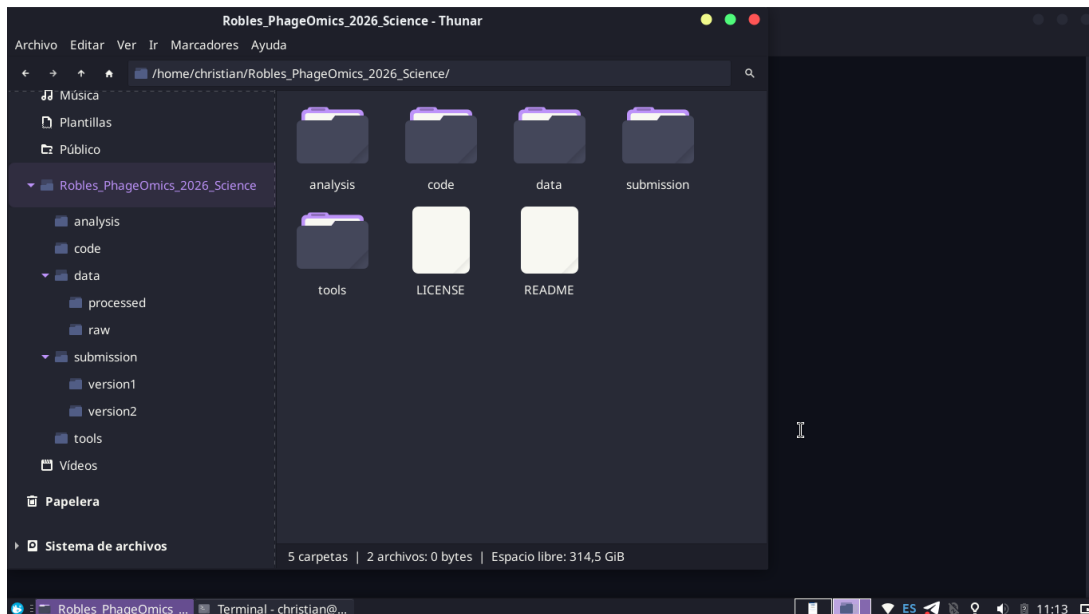 Robles_PhageOmics_2026_Science - Thunar
Archivo Editar Ver Ir Marcadores Ayuda
/home/christian/Robles_PhageOmics_2026_Science/
Música
Plantillas
Público
Robles_PhageOmics_2026_Science
analysis
code
data
processed
raw
submission
version1
version2
tools
Vídeos
Papelera
Sistema de archivos
analysis code data submission
tools LICENSE README
5 carpetas | 2 archivos: 0 bytes | Espacio libre: 314,5 GiB
Robles_PhageOmics_... Terminal - christian@... ES 11:13